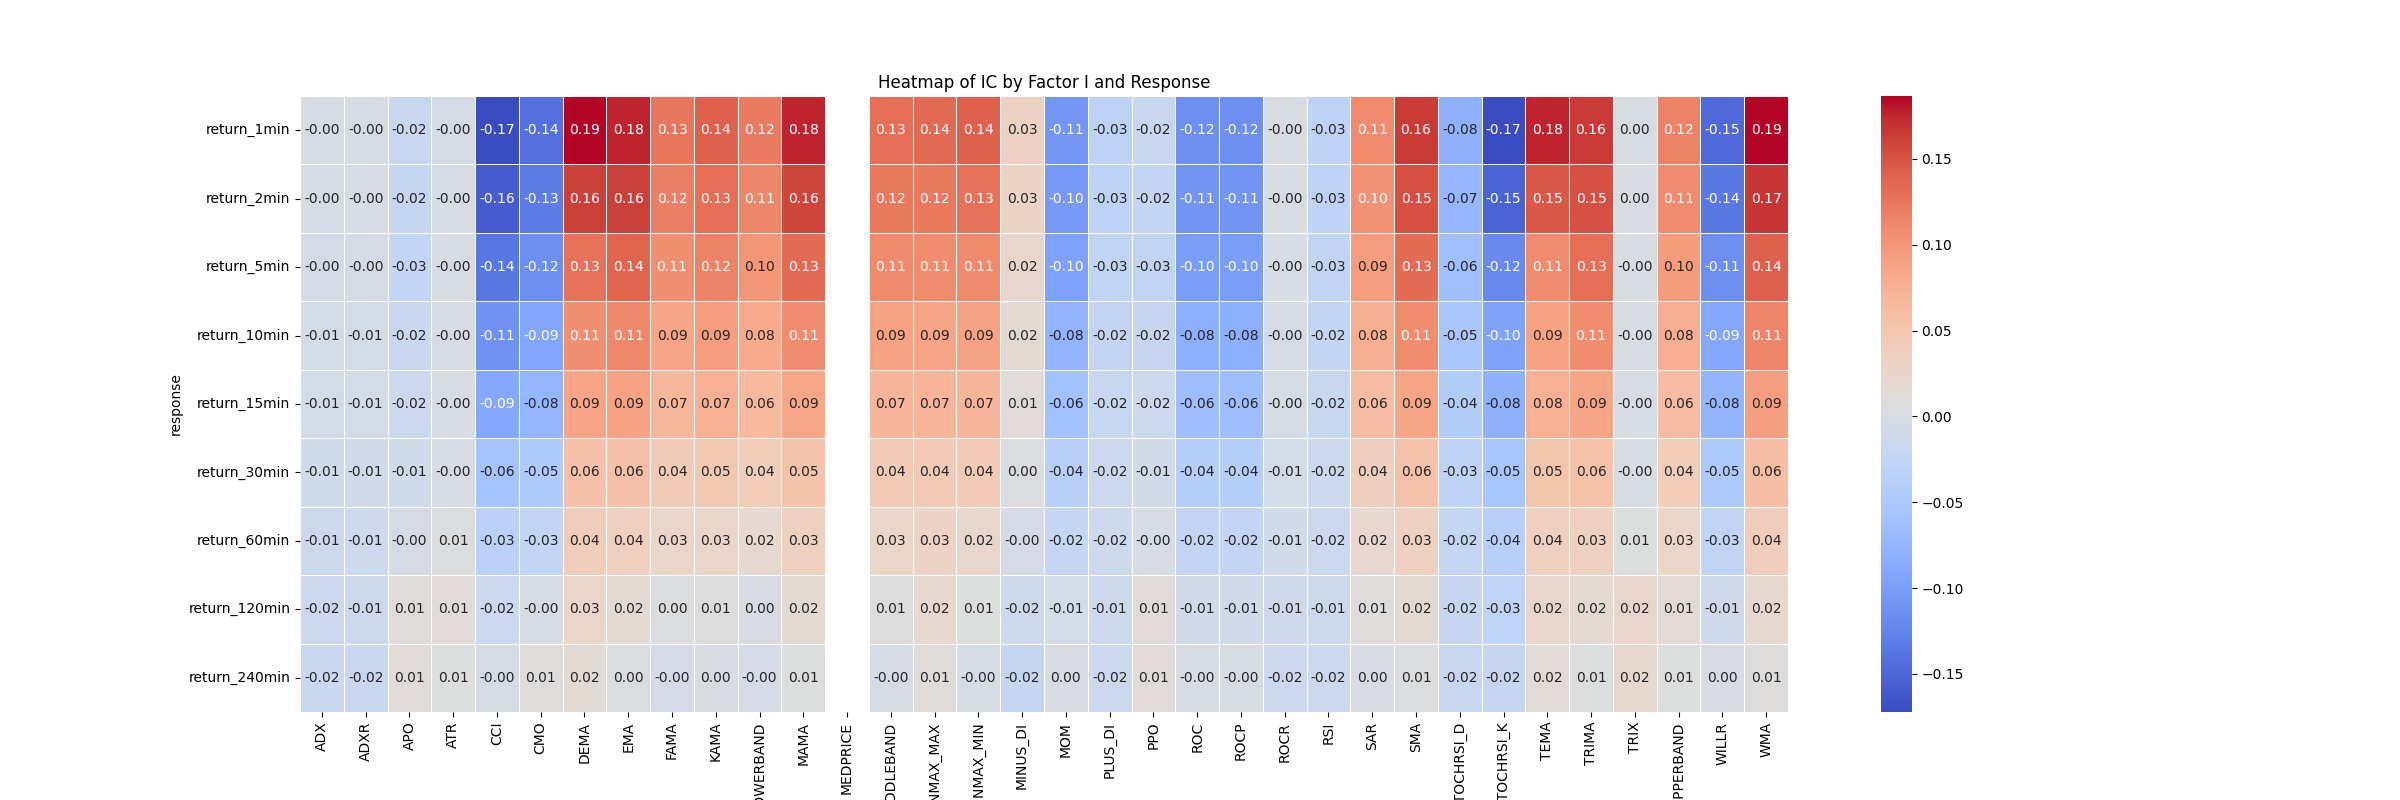 Heatmap of IC by Factor I and Response
return_1min -0.00 -0.00 -0.02 -0.00 -0.17 -0.14 0.19 0.18 0.13 0.14 0.12 0.18 0.13 0.14 0.14 0.03 -0.11 -0.03 -0.02 -0.12 -0.12 -0.00 -0.03 0.11 0.16 -0.08 -0.17 0.18 0.16 0.00 0.12 -0.15 0.19
return_2min -0.00 -0.00 -0.02 -0.00 -0.16 -0.13 0.16 0.16 0.12 0.13 0.11 0.16 0.12 0.12 0.13 0.03 -0.10 -0.03 -0.02 -0.11 -0.11 -0.00 -0.03 0.10 0.15 -0.07 -0.15 0.15 0.15 0.00 0.11 -0.14 0.17
return_5min -0.00 -0.00 -0.03 -0.00 -0.14 -0.12 0.13 0.14 0.11 0.12 0.10 0.13 0.11 0.11 0.11 0.02 -0.10 -0.03 -0.03 -0.10 -0.10 -0.00 -0.03 0.09 0.13 -0.06 -0.12 0.11 0.13 -0.00 0.10 -0.11 0.14
return_10min -0.01 -0.01 -0.02 -0.00 -0.11 -0.09 0.11 0.11 0.09 0.09 0.08 0.11 0.09 0.09 0.09 0.02 -0.08 -0.02 -0.02 -0.08 -0.08 -0.00 -0.02 0.08 0.11 -0.05 -0.10 0.09 0.11 -0.00 0.08 -0.09 0.11
return_15min -0.01 -0.01 -0.02 -0.00 -0.09 -0.08 0.09 0.09 0.07 0.07 0.06 0.09 0.07 0.07 0.07 0.01 -0.06 -0.02 -0.02 -0.06 -0.06 -0.00 -0.02 0.06 0.09 -0.04 -0.08 0.08 0.09 -0.00 0.06 -0.08 0.09
return_30min -0.01 -0.01 -0.01 -0.00 -0.06 -0.05 0.06 0.06 0.04 0.05 0.04 0.05 0.04 0.04 0.04 0.00 -0.04 -0.02 -0.01 -0.04 -0.04 -0.01 -0.02 0.04 0.06 -0.03 -0.05 0.05 0.06 -0.00 0.04 -0.05 0.06
return_60min -0.01 -0.01 -0.00 0.01 -0.03 -0.03 0.04 0.04 0.03 0.03 0.02 0.03 0.03 0.03 0.02 -0.00 -0.02 -0.02 -0.00 -0.02 -0.02 -0.01 -0.02 0.02 0.03 -0.02 -0.04 0.04 0.03 0.01 0.03 -0.03 0.04
return_120min -0.02 -0.01 0.01 0.01 -0.02 -0.00 0.03 0.02 0.00 0.01 0.00 0.02 0.01 0.02 0.01 -0.02 -0.01 -0.01 0.01 -0.01 -0.01 -0.01 -0.01 0.01 0.02 -0.02 -0.03 0.02 0.02 0.02 0.01 -0.01 0.02
return_240min -0.02 -0.02 0.01 0.01 -0.00 0.01 0.02 0.00 -0.00 0.00 -0.00 0.01 -0.00 0.01 -0.00 -0.02 0.00 -0.02 0.01 -0.00 -0.00 -0.02 -0.02 0.00 0.01 -0.02 -0.02 0.02 0.01 0.02 0.01 0.00 0.01
response
ADX ADXR APO ATR CCI CMO DEMA EMA FAMA KAMA OWERBAND MAMA MEDPRICE DDLEBAND NMAX_MAX NMAX_MIN MINUS_DI MOM PLUS_DI PPO ROC ROCP ROCR RSI SAR SMA TOCHRSI_D TOCHRSI_K TEMA TRIMA TRIX PPERBAND WILLR WMA
0.15
0.10
0.05
0.00
−0.05
−0.10
−0.15